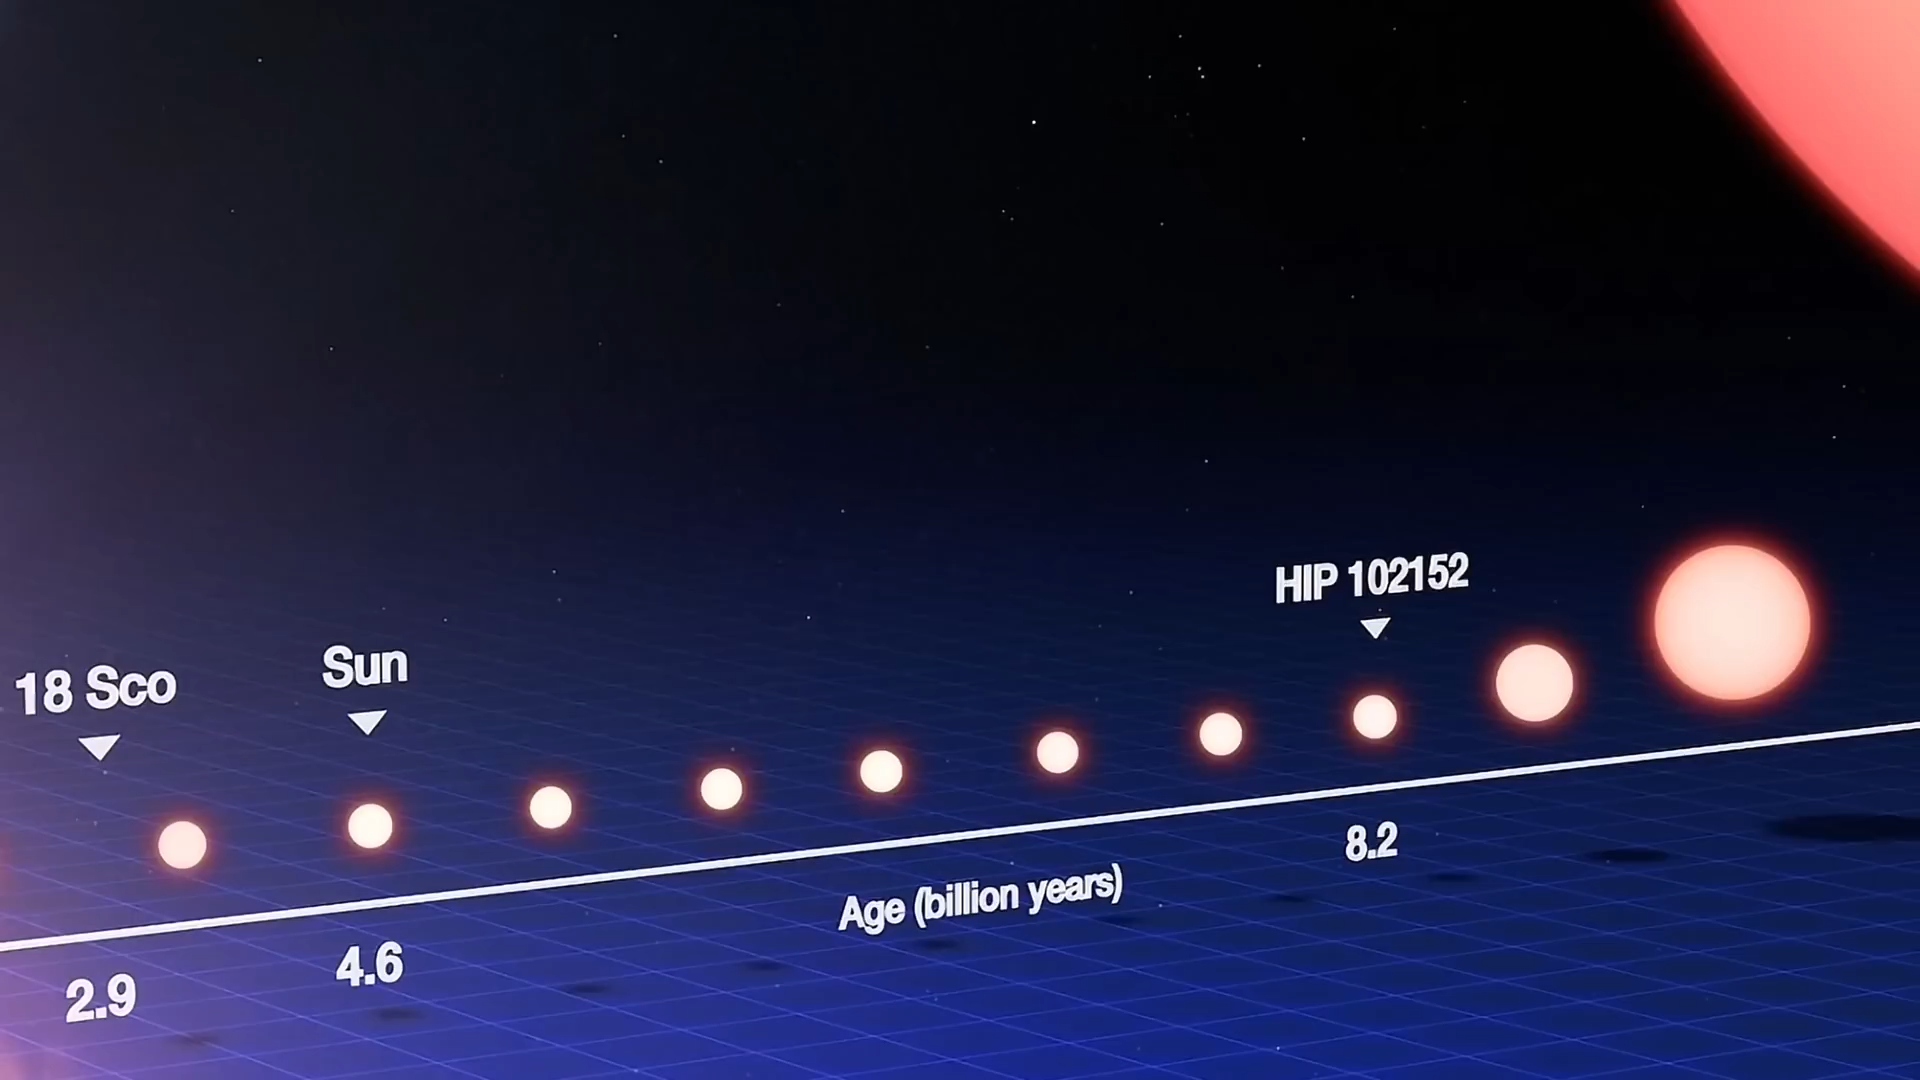 HIP 102152
18 Sco
Sun
8.2
Age (billion years)
4.6
2.9